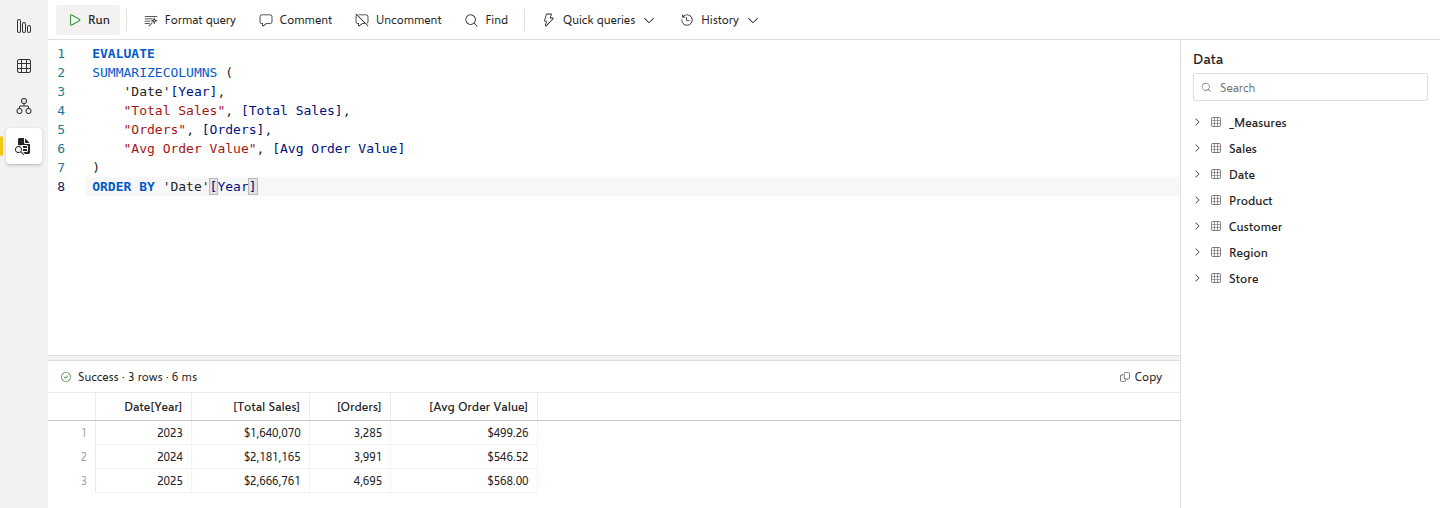 Run Format query Comment Uncomment Find Quick queries History
1 EVALUATE
2 SUMMARIZECOLUMNS (
3 'Date'[Year],
4 "Total Sales", [Total Sales],
5 "Orders", [Orders],
6 "Avg Order Value", [Avg Order Value]
7 )
8 ORDER BY 'Date'[Year]
Data
Search
_Measures
Sales
Date
Product
Customer
Region
Store
Success · 3 rows · 6 ms Copy
Date[Year] [Total Sales] [Orders] [Avg Order Value]
1 2023 $1,640,070 3,285 $499.26
2 2024 $2,181,165 3,991 $546.52
3 2025 $2,666,761 4,695 $568.00